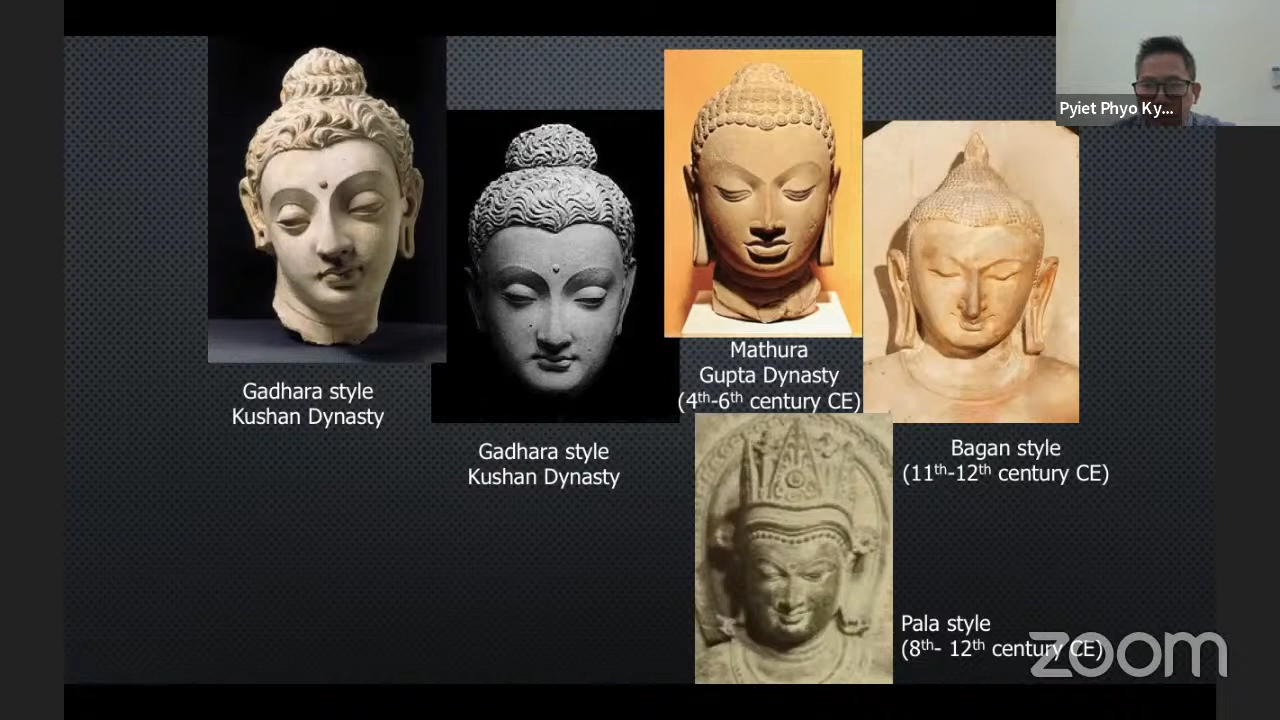 Pyiet Phyo Ky...
Gadhara style
Kushan Dynasty
Gadhara style
Kushan Dynasty
Mathura
Gupta Dynasty
(4th-6th century CE)
Bagan style
(11th-12th century CE)
Pala style
(8th- 12th century CE)
zoom